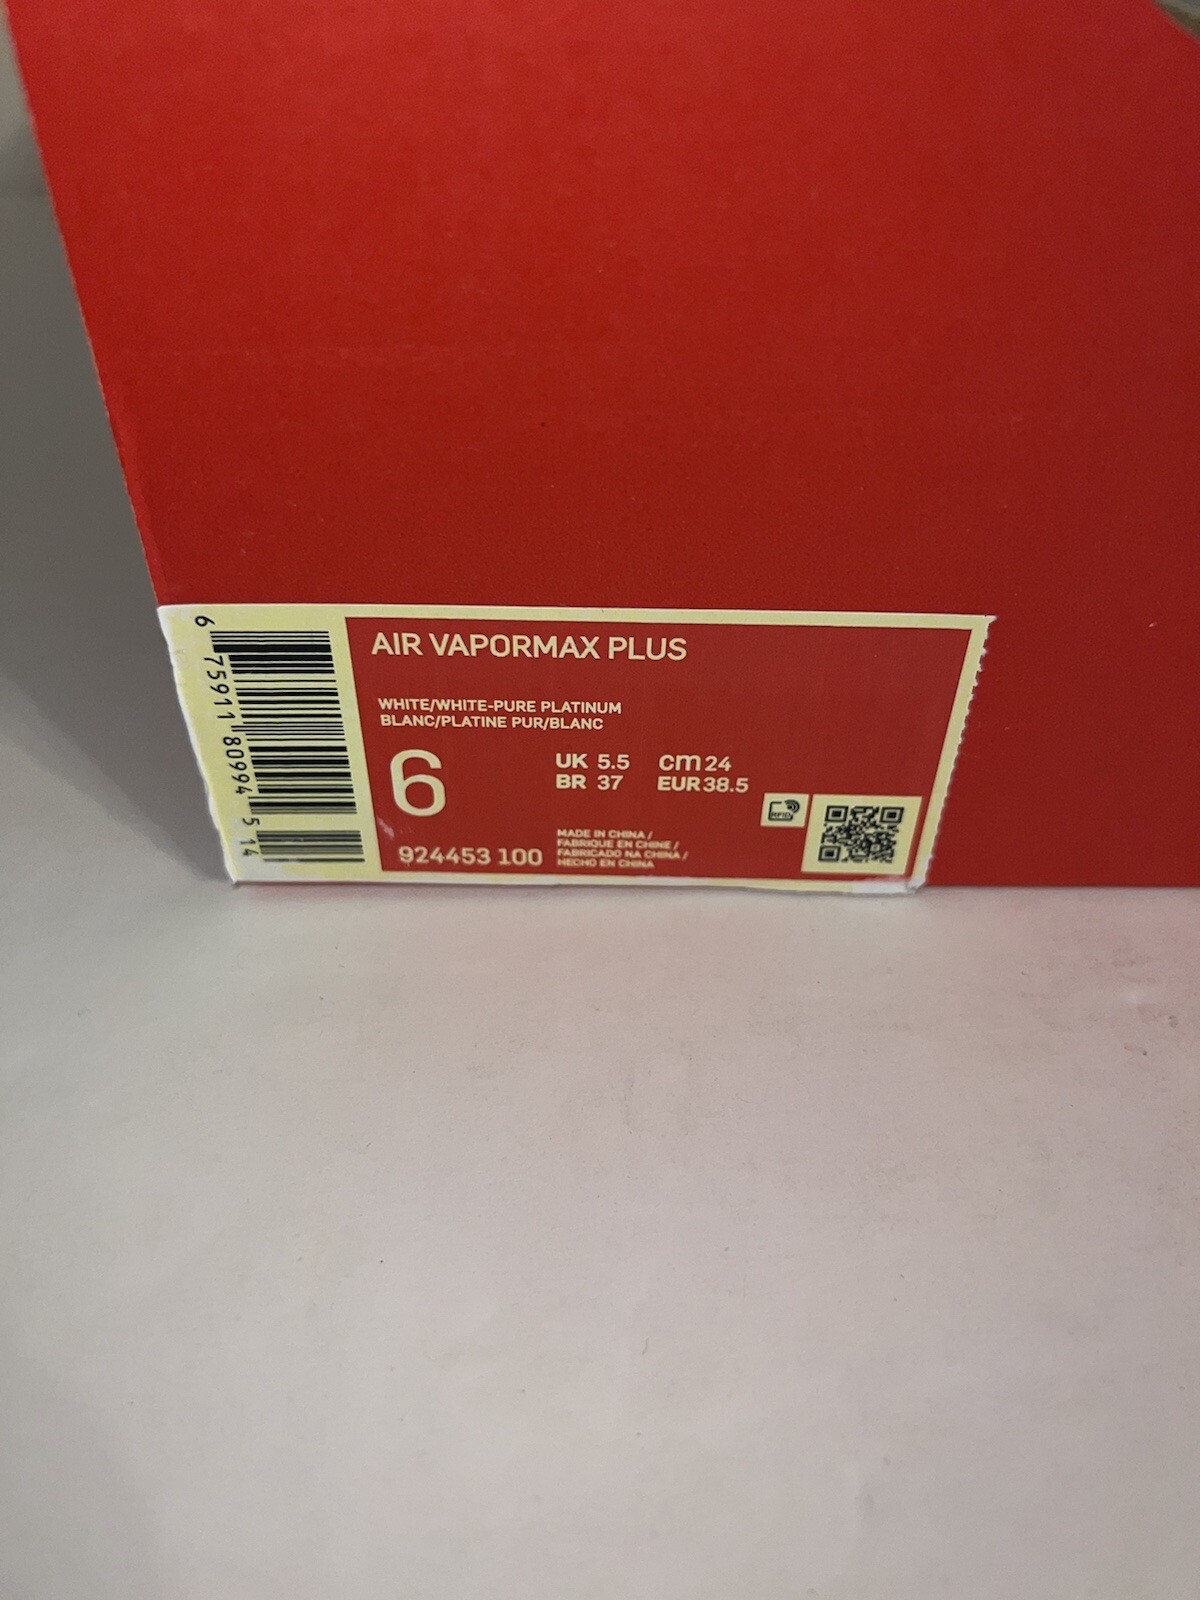 6 75911 80994 514
AIR VAPORMAX PLUS
WHITE/WHITE-PURE PLATINUM
BLANC/PLATINE PUR/BLANC
6
UK 5.5 cm 24
BR 37 EUR 38.5
RFID
924453 100
MADE IN CHINA /
FABRIQUE EN CHINE /
FABRICADO NA CHINA /
HECHO EN CHINA